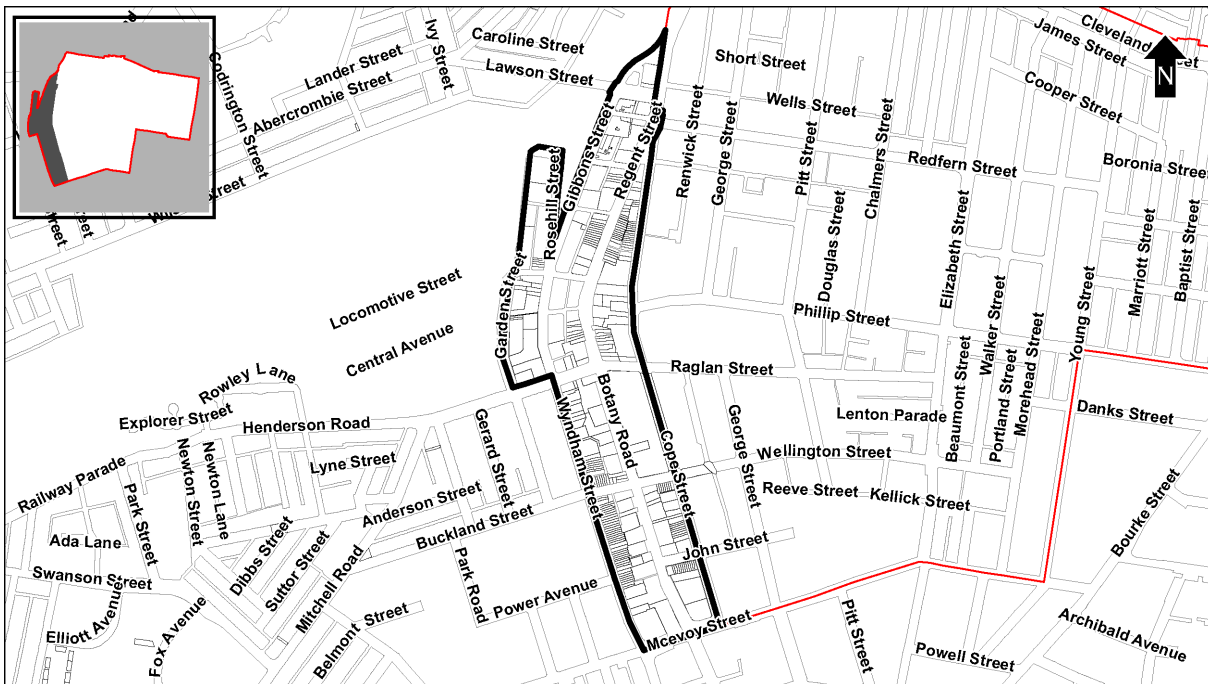 Ivy Street
Caroline Street
Cleveland Street
James Street
N
Lander Street
Short Street
Codrington Street
Lawson Street
Cooper Street
Abercrombie Street
Wells Street
Gibbons Street
Regent Street
Renwick Street
George Street
Pitt Street
Chalmers Street
Redfern Street
Boronia Street
Street
Street
Street
Rosehill Street
Douglas Street
Elizabeth Street
Marriott Street
Baptist Street
Locomotive Street
Garden Street
Phillip Street
Walker Street
Young Street
Central Avenue
Raglan Street
Beaumont Street
Portland Street
Morehead Street
Rowley Lane
Explorer Street
Henderson Road
Wyndham Street
Botany Road
Cope Street
George Street
Lenton Parade
Danks Street
Gerard Street
Newton Street
Newton Lane
Lyne Street
Wellington Street
Railway Parade
Park Street
Anderson Street
Reeve Street
Kellick Street
Bourke Street
Buckland Street
Ada Lane
Dibbs Street
Suttor Street
Mitchell Road
John Street
Swanson Street
Park Road
Power Avenue
Elliott Avenue
Fox Avenue
Belmont Street
Mcevoy Street
Pitt Street
Archibald Avenue
Powell Street